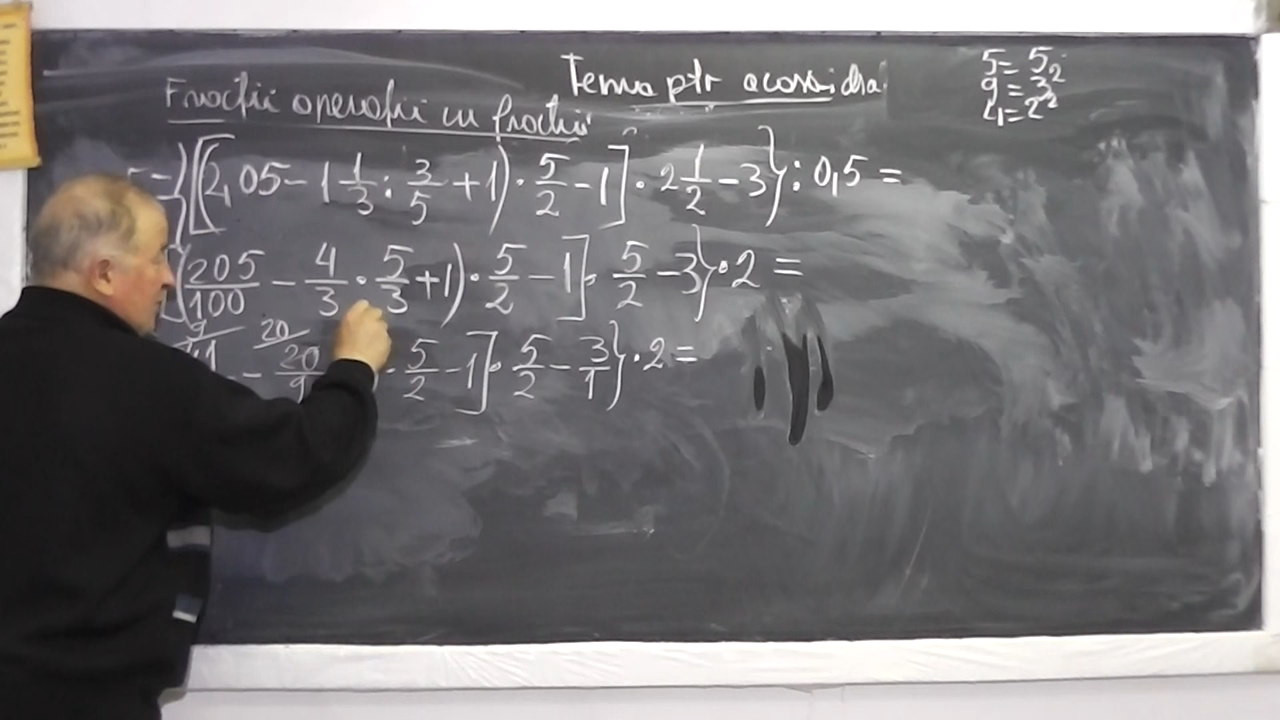 Tema ptr acasă
5 = 5
9 = 3²
4 = 2²
Fracții operații cu fracții
{[(2,05 - 1 1/3 : 3/5 + 1) · 5/2 - 1] · 2 1/2 - 3} : 0,5 =
[(205/100 - 4/3 · 5/3 + 1) · 5/2 - 1] · 5/2 - 3} · 2 =
- 20/9 · 5/2 - 1] · 5/2 - 3/1} · 2 =